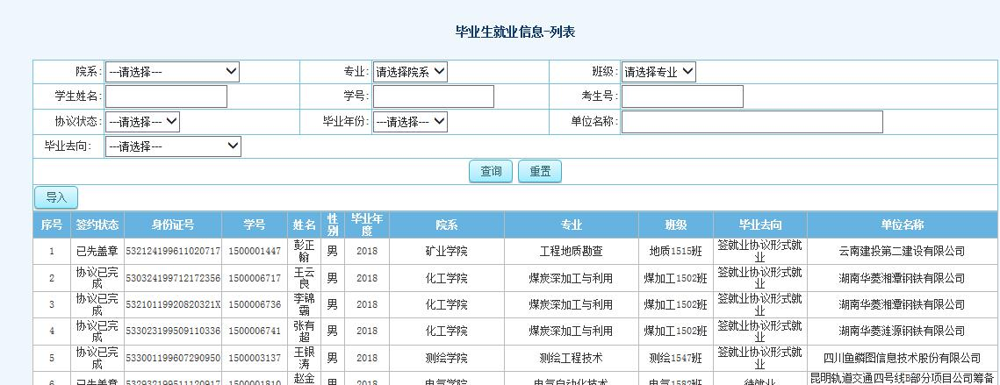 毕业生就业信息-列表
院系: ---请选择--- 专业: 请选择院系 班级: 请选择专业
学生姓名: 学号: 考生号:
协议状态: ---请选择--- 毕业年份: ---请选择--- 单位名称:
毕业去向: ---请选择---
查询 重置
导入
序号 签约状态 身份证号 学号 姓名 性别 毕业年度 院系 专业 班级 毕业去向 单位名称
1 已先盖章 532124199611020717 1500001447 彭正翰 男 2018 矿业学院 工程地质勘查 地质1515班 签就业协议形式就业 云南建投第二建设有限公司
2 协议已完成 530324199712172356 1500006717 王云良 男 2018 化工学院 煤炭深加工与利用 煤加工1502班 签就业协议形式就业 湖南华菱湘潭钢铁有限公司
3 协议已完成 53210119920820321X 1500006736 李锦霸 男 2018 化工学院 煤炭深加工与利用 煤加工1502班 签就业协议形式就业 湖南华菱湘潭钢铁有限公司
4 协议已完成 533023199509110336 1500006741 张有超 男 2018 化工学院 煤炭深加工与利用 煤加工1502班 签就业协议形式就业 湖南华菱涟源钢铁有限公司
5 协议已完成 533001199607290950 1500003137 王银涛 男 2018 测绘学院 测绘工程技术 测绘1547班 签就业协议形式就业 四川鱼鳞图信息技术股份有限公司
6 已先盖章 532932199511120917 1500001810 赵金 男 2018 电气学院 电气自动化技术 电气1582班 待就业 昆明轨道交通四号线B部分项目公司筹备